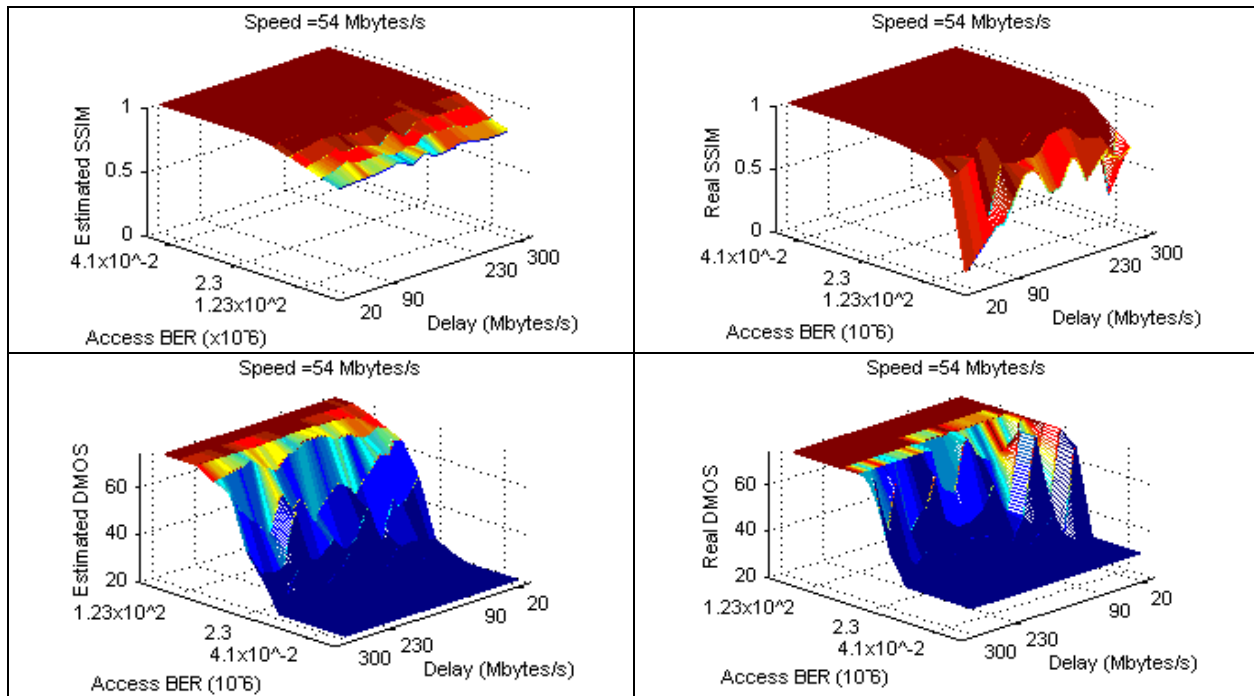 Speed =54 Mbytes/s
Estimated SSIM
1
0.5
0
4.1x10^-2
2.3
1.23x10^2
Access BER (x10~6)
20
90
230
300
Delay (Mbytes/s)
Speed =54 Mbytes/s
Real SSIM
1
0.5
0
4.1x10^-2
2.3
1.23x10^2
Access BER (10~6)
20
90
230
300
Delay (Mbytes/s)
Speed =54 Mbytes/s
Estimated DMOS
60
40
20
1.23x10^2
2.3
4.1x10^-2
Access BER (10~6)
300
230
90
20
Delay (Mbytes/s)
Speed =54 Mbytes/s
Real DMOS
60
40
20
1.23x10^2
2.3
4.1x10^-2
Access BER (10~6)
300
230
90
20
Delay (Mbytes/s)